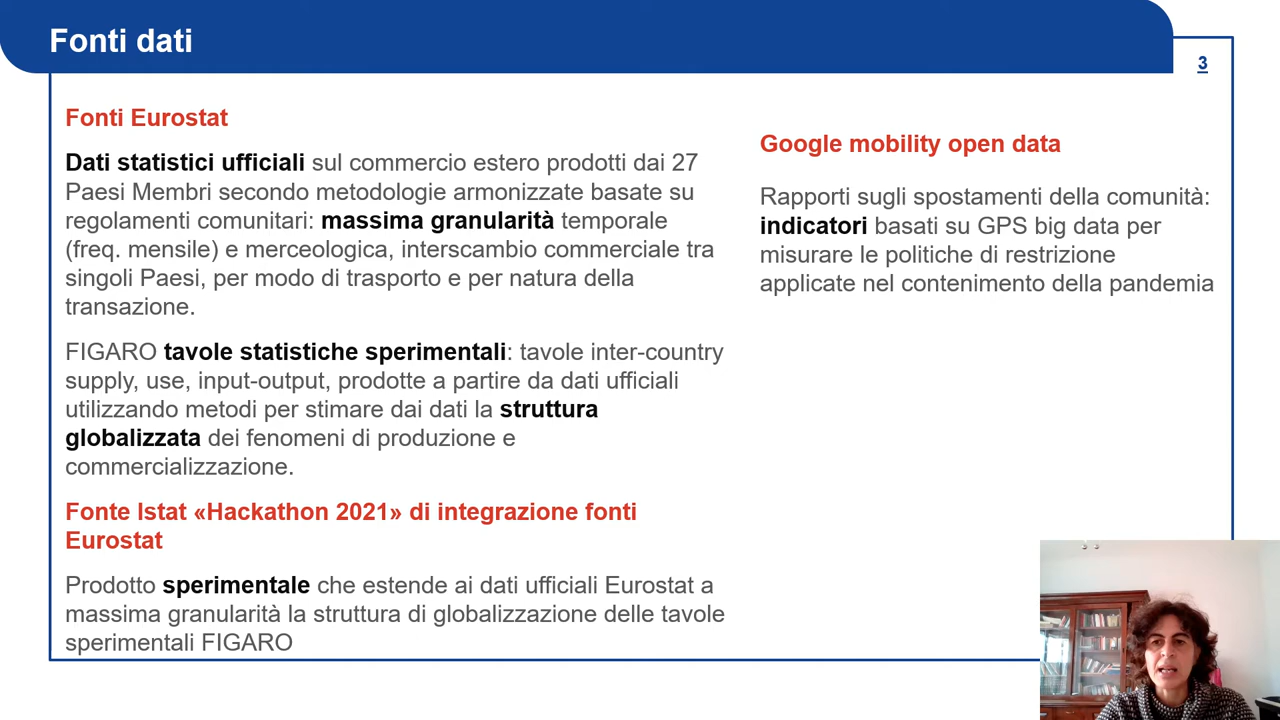 Fonti dati
3
Fonti Eurostat
Dati statistici ufficiali sul commercio estero prodotti dai 27
Paesi Membri secondo metodologie armonizzate basate su
regolamenti comunitari: massima granularità temporale
(freq. mensile) e merceologica, interscambio commerciale tra
singoli Paesi, per modo di trasporto e per natura della
transazione.
FIGARO tavole statistiche sperimentali: tavole inter-country
supply, use, input-output, prodotte a partire da dati ufficiali
utilizzando metodi per stimare dai dati la struttura
globalizzata dei fenomeni di produzione e
commercializzazione.
Fonte Istat «Hackathon 2021» di integrazione fonti
Eurostat
Prodotto sperimentale che estende ai dati ufficiali Eurostat a
massima granularità la struttura di globalizzazione delle tavole
sperimentali FIGARO
Google mobility open data
Rapporti sugli spostamenti della comunità:
indicatori basati su GPS big data per
misurare le politiche di restrizione
applicate nel contenimento della pandemia